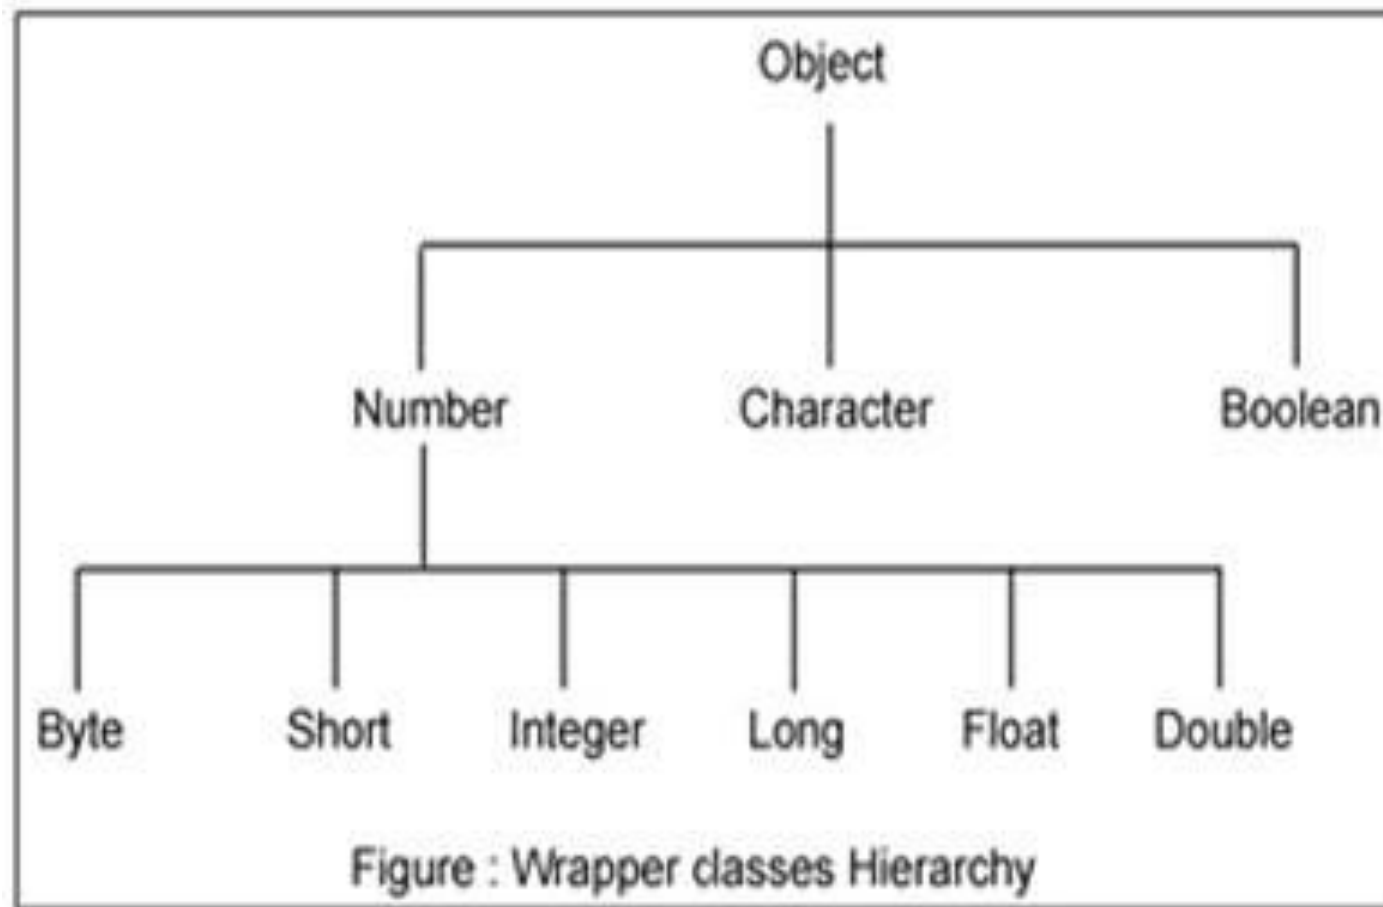 Object
Number Character Boolean
Byte Short Integer Long Float Double
Figure : Wrapper classes Hierarchy